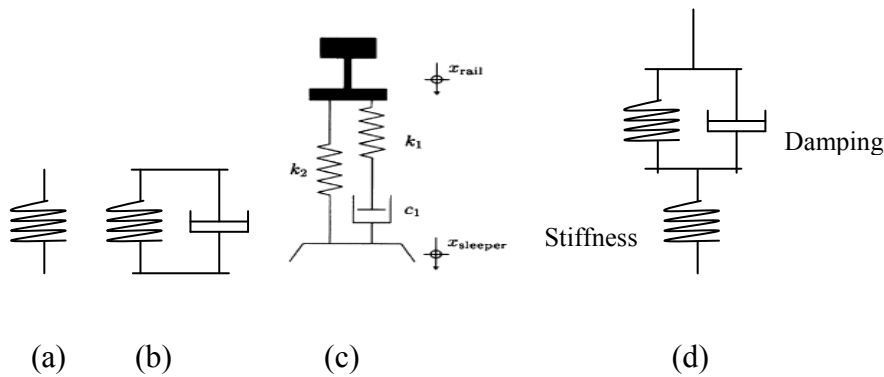 x_rail
k_1
k_2
c_1
x_sleeper
Damping
Stiffness
(a) (b) (c) (d)